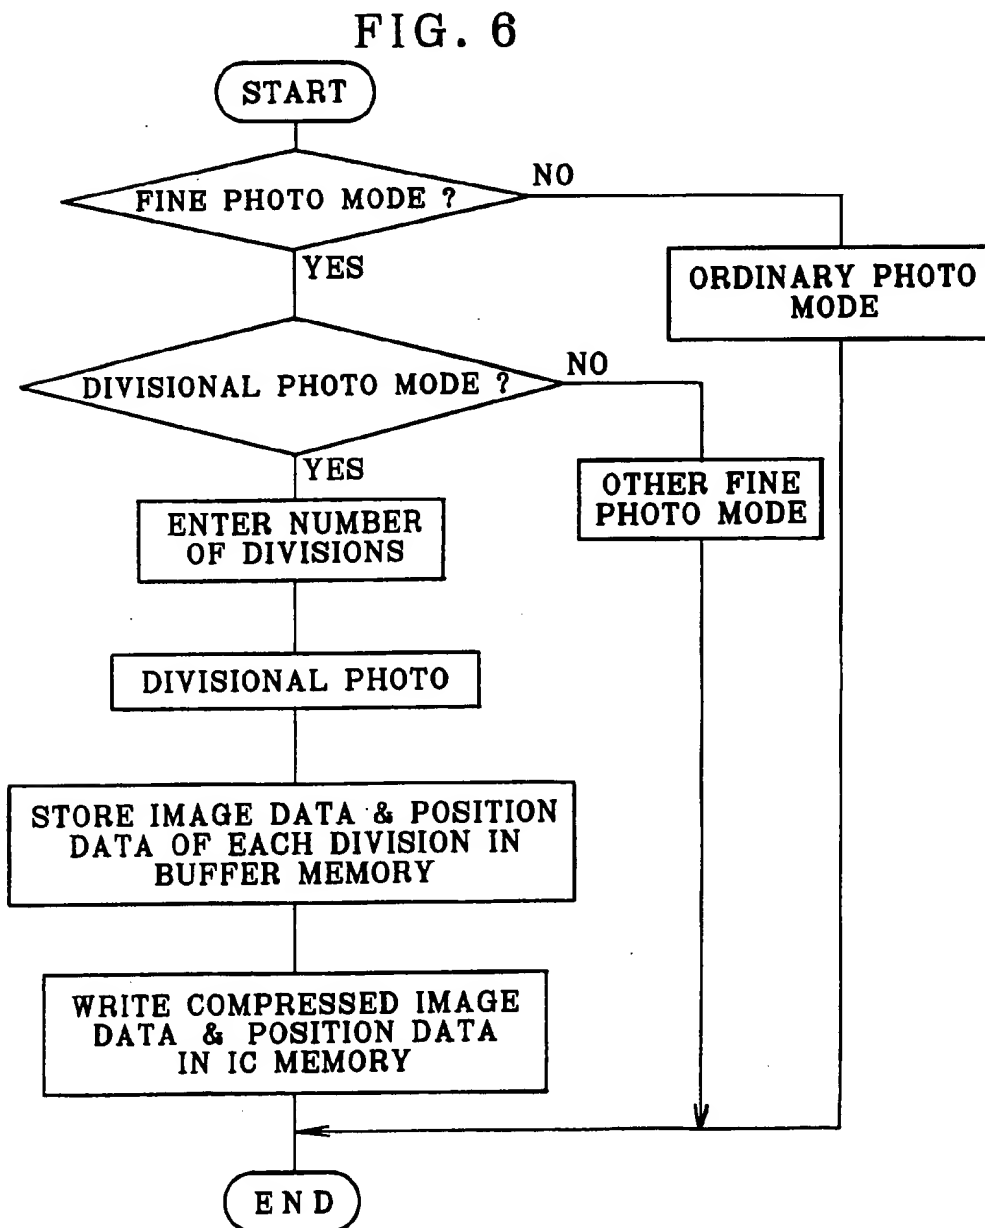 FIG. 6
START
FINE PHOTO MODE ?
NO
YES
ORDINARY PHOTO
MODE
DIVISIONAL PHOTO MODE ?
NO
YES
OTHER FINE
PHOTO MODE
ENTER NUMBER
OF DIVISIONS
DIVISIONAL PHOTO
STORE IMAGE DATA & POSITION
DATA OF EACH DIVISION IN
BUFFER MEMORY
WRITE COMPRESSED IMAGE
DATA & POSITION DATA
IN IC MEMORY
END